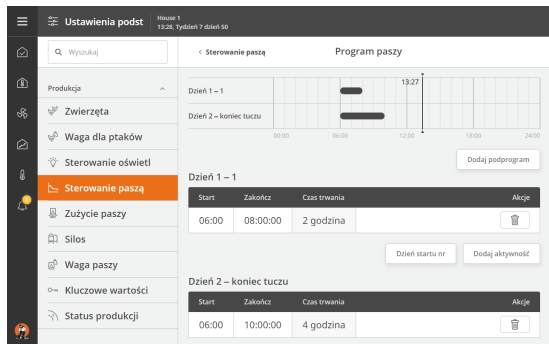 Ustawienia podst
House 1
13:28, Tydzień 7 dzień 50
Wyszukaj
Produkcja
Zwierzęta
Waga dla ptaków
Sterowanie oświetl
Sterowanie paszą
Zużycie paszy
Silos
Waga paszy
Kluczowe wartości
Status produkcji
1
< Sterowanie paszą
Program paszy
13:27
Dzień 1 – 1
Dzień 2 – koniec tuczu
00:00 06:00 12:00 18:00 24:00
Dodaj podprogram
Dzień 1 – 1
Start Zakończ Czas trwania Akcje
06:00 08:00:00 2 godzina
Dzień startu nr Dodaj aktywność
Dzień 2 – koniec tuczu
Start Zakończ Czas trwania Akcje
06:00 10:00:00 4 godzina